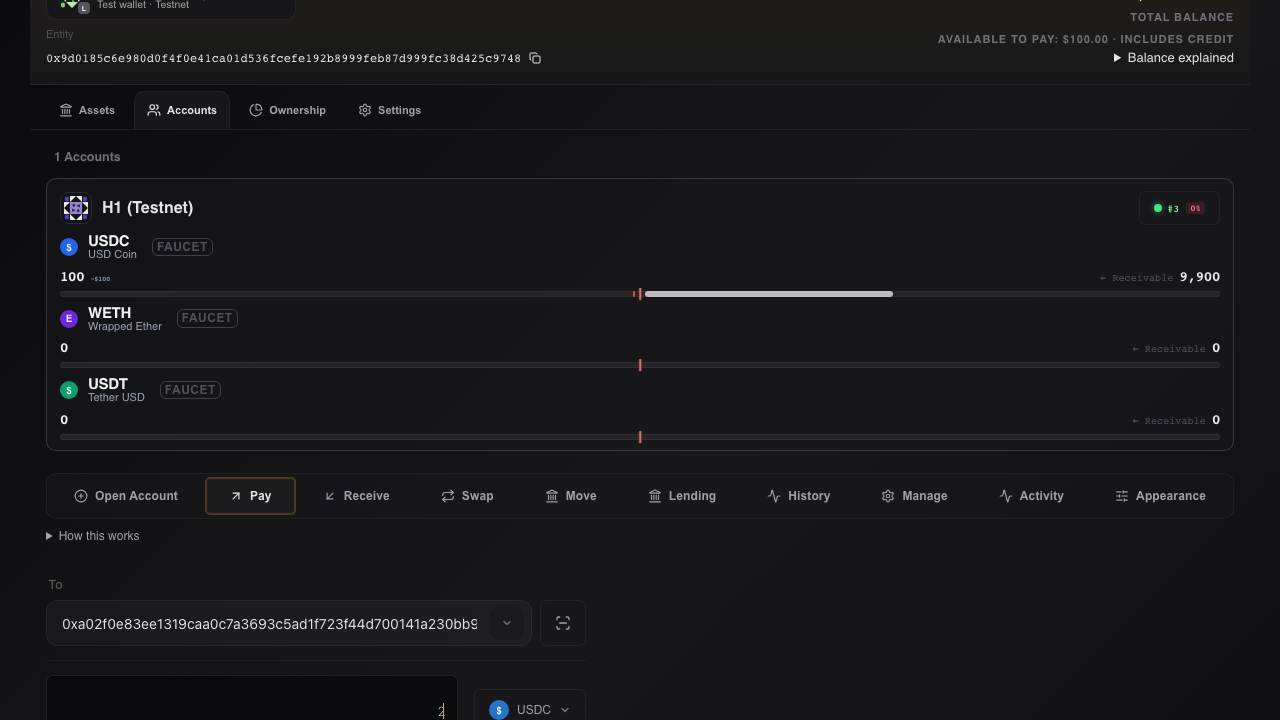 Test wallet · Testnet
L
TOTAL BALANCE
Entity
AVAILABLE TO PAY: $100.00 · INCLUDES CREDIT
0x9d0185c6e980d0f4f0e41ca01d536fcefe192b8999feb87d999fc38d425c9748
Balance explained
Assets
Accounts
Ownership
Settings
1 Accounts
H1 (Testnet)
#3
0%
$
USDC
USD Coin
FAUCET
100 ~$100
← Receivable 9,900
E
WETH
Wrapped Ether
FAUCET
0
← Receivable 0
$
USDT
Tether USD
FAUCET
0
← Receivable 0
Open Account
Pay
Receive
Swap
Move
Lending
History
Manage
Activity
Appearance
How this works
To
0xa02f0e83ee1319caa0c7a3693c5ad1f723f44d700141a230bb9
2
$
USDC